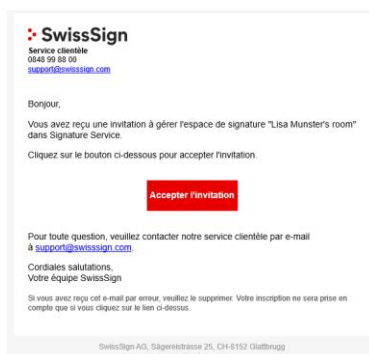 SwissSign
Service clientèle
0848 99 88 00
support@swisssign.com
Bonjour,
Vous avez reçu une invitation à gérer l'espace de signature "Lisa Munster's room"
dans Signature Service.
Cliquez sur le bouton ci-dessous pour accepter l'invitation.
Accepter l'invitation
Pour toute question, veuillez contacter notre service clientèle par e-mail
à support@swisssign.com.
Cordiales salutations,
Votre équipe SwissSign
Si vous avez reçu cet e-mail par erreur, veuillez le supprimer. Votre inscription ne sera prise en
compte que si vous cliquez sur le lien ci-dessus.
SwissSign AG, Sägereistrasse 25, CH-8152 Glattbrugg